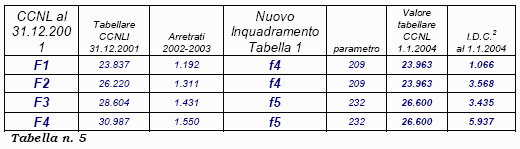 CCNL al 31.12.200 1 | Tabellare CCNLI 31.12.2001 | Arretrati 2002-2003 | Nuovo Inquadramento Tabella 1 | parametro | Valore tabellare CCNL 1.1.2004 | I.D.C.² al 1.1.2004
F1 | 23.837 | 1.192 | f4 | 209 | 23.963 | 1.066
F2 | 26.220 | 1.311 | f4 | 209 | 23.963 | 3.568
F3 | 28.604 | 1.431 | f5 | 232 | 26.600 | 3.435
F4 | 30.987 | 1.550 | f5 | 232 | 26.600 | 5.937
Tabella n. 5